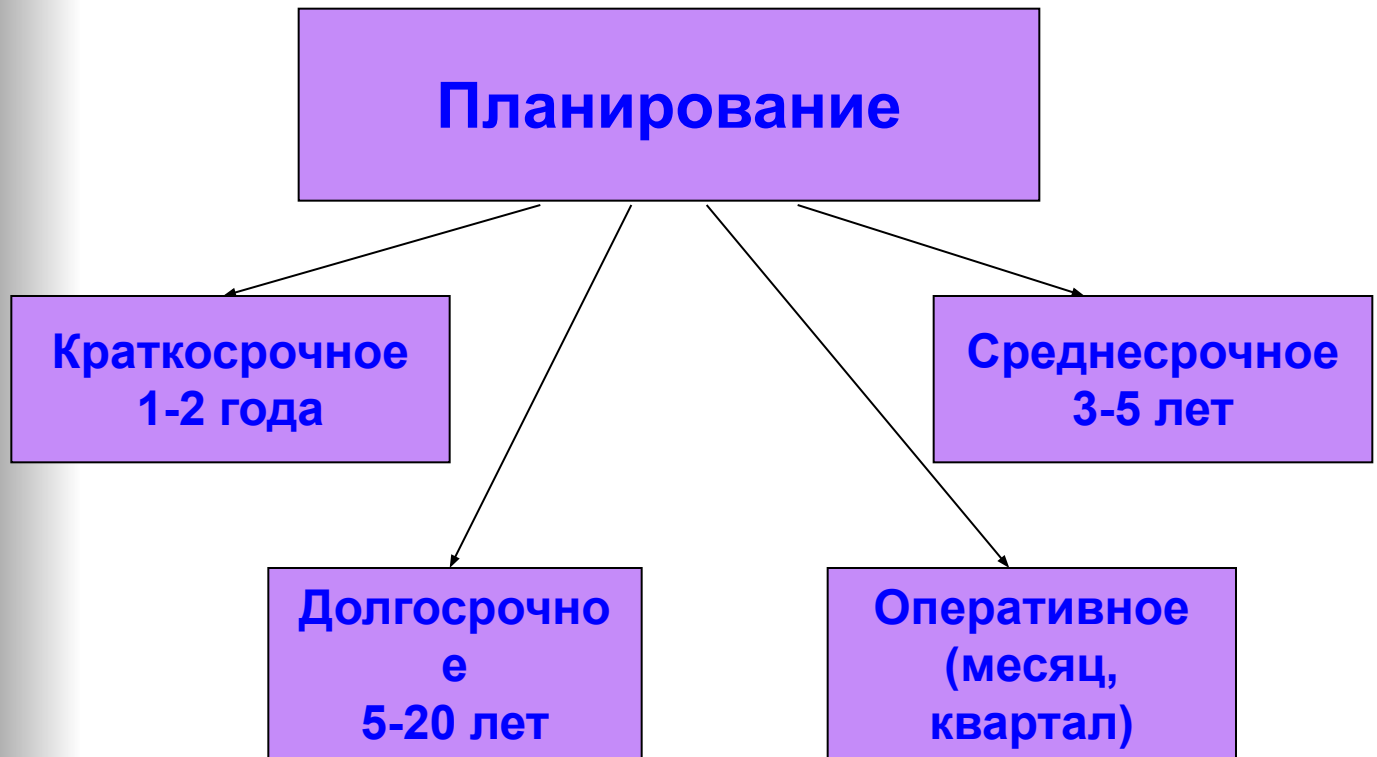 Планирование
Краткосрочное
1-2 года
Среднесрочное
3-5 лет
Долгосрочно
е
5-20 лет
Оперативное
(месяц,
квартал)